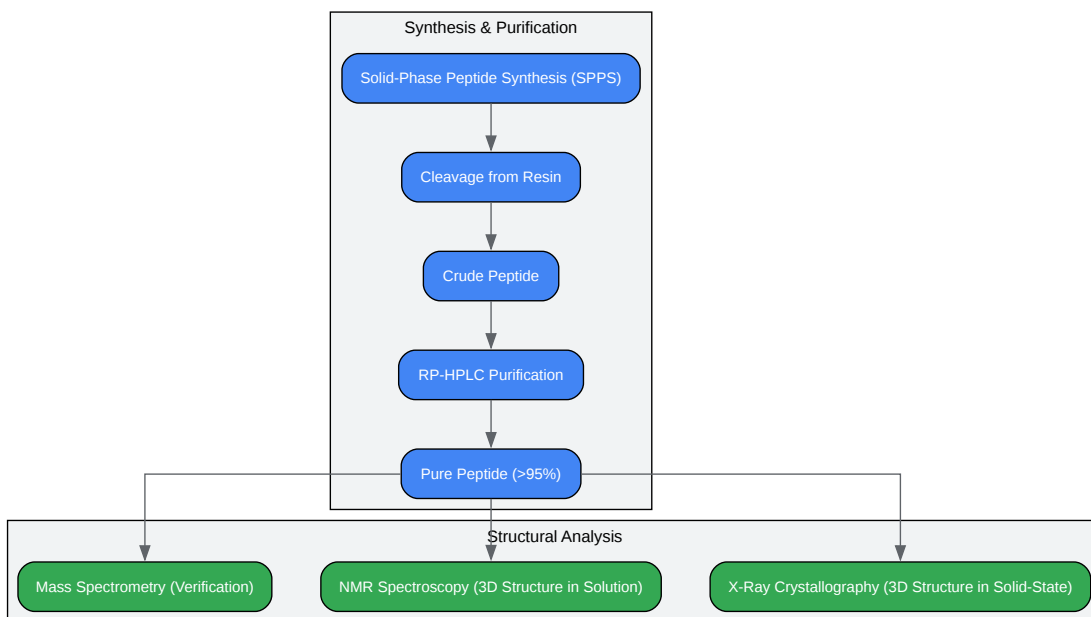 Synthesis & Purification
Solid-Phase Peptide Synthesis (SPPS)
Cleavage from Resin
Crude Peptide
RP-HPLC Purification
Pure Peptide (>95%)
Structural Analysis
Mass Spectrometry (Verification)
NMR Spectroscopy (3D Structure in Solution)
X-Ray Crystallography (3D Structure in Solid-State)